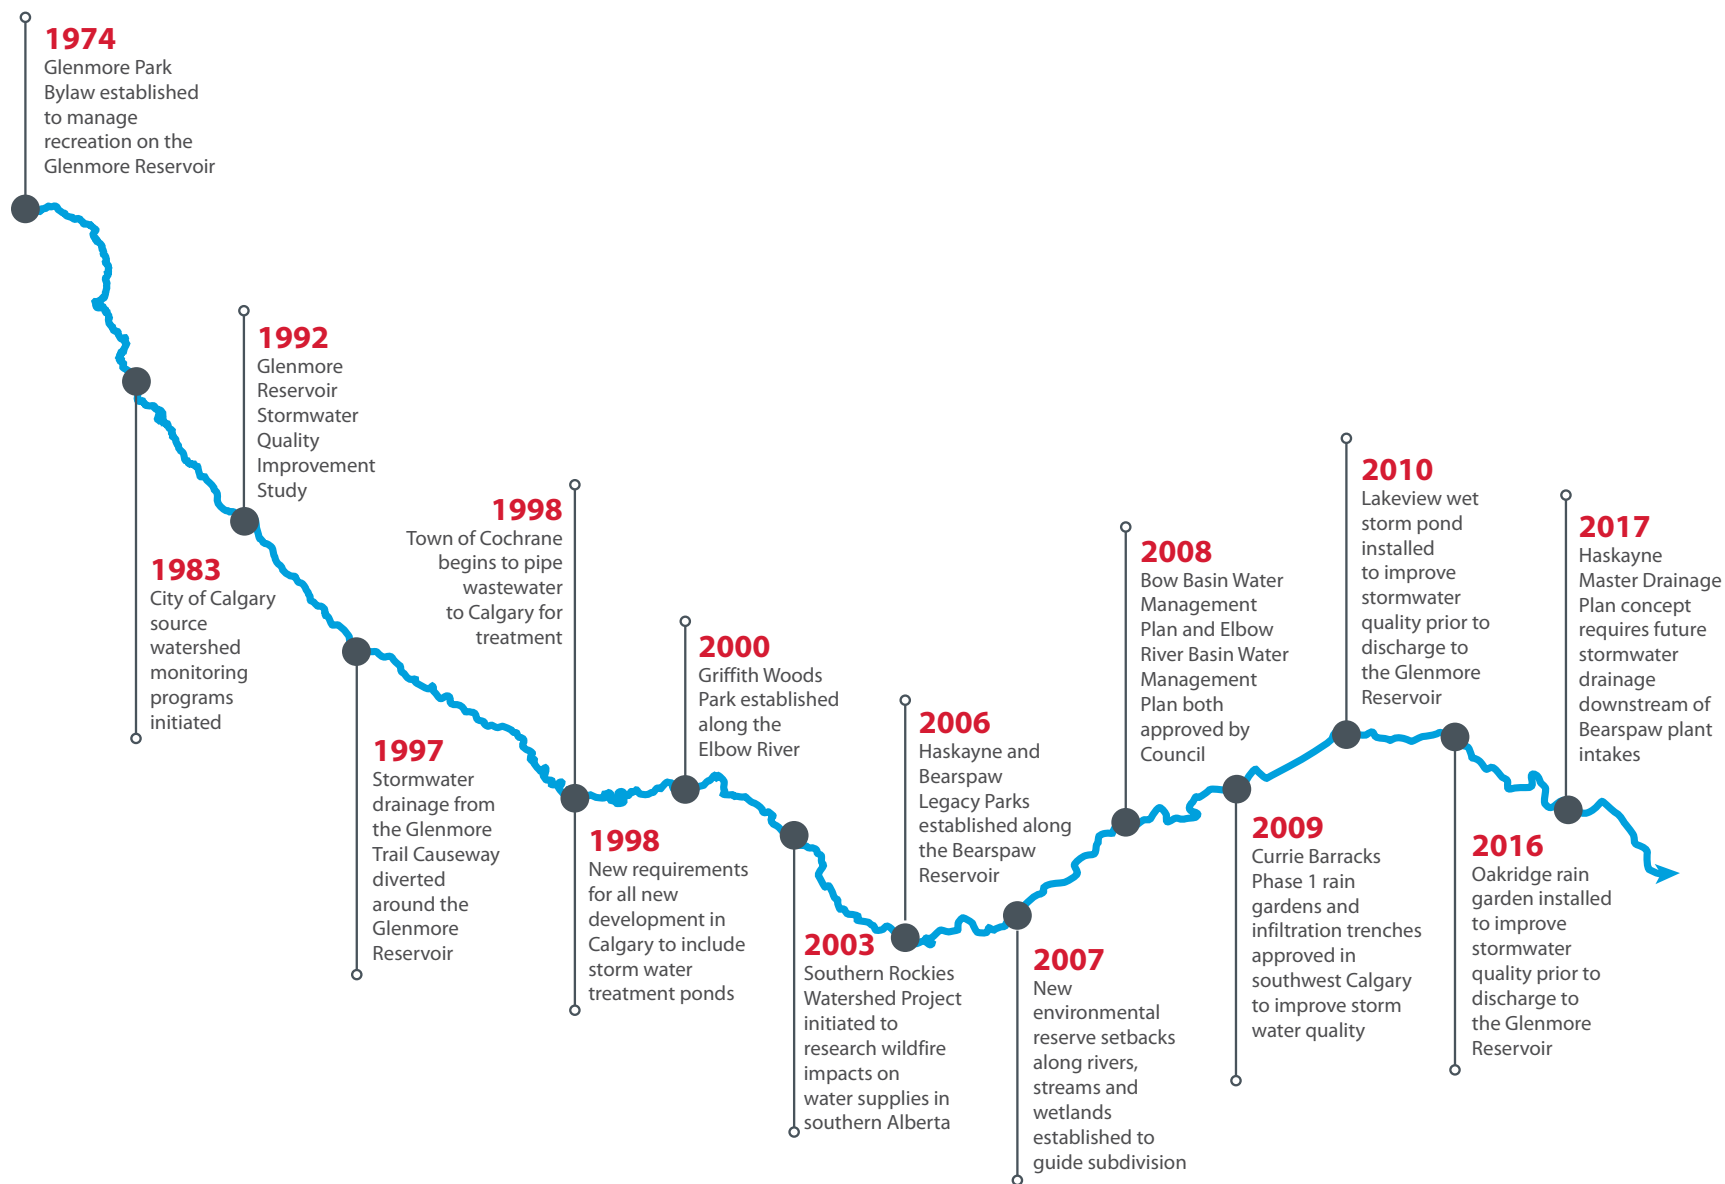 1974
Glenmore Park
Bylaw established
to manage
recreation on the
Glenmore Reservoir
1983
City of Calgary
source
watershed
monitoring
programs
initiated
1992
Glenmore
Reservoir
Stormwater
Quality
Improvement
Study
1997
Stormwater
drainage from
the Glenmore
Trail Causeway
diverted
around the
Glenmore
Reservoir
1998
Town of Cochrane
begins to pipe
wastewater
to Calgary for
treatment
1998
New requirements
for all new
development in
Calgary to include
storm water
treatment ponds
2000
Griffith Woods
Park established
along the
Elbow River
2003
Southern Rockies
Watershed Project
initiated to
research wildfire
impacts on
water supplies in
southern Alberta
2006
Haskayne and
Bearspaw
Legacy Parks
established along
the Bearspaw
Reservoir
2007
New
environmental
reserve setbacks
along rivers,
streams and
wetlands
established to
guide subdivision
2008
Bow Basin Water
Management
Plan and Elbow
River Basin Water
Management
Plan both
approved by
Council
2009
Currie Barracks
Phase 1 rain
gardens and
infiltration trenches
approved in
southwest Calgary
to improve storm
water quality
2010
Lakeview wet
storm pond
installed
to improve
stormwater
quality prior to
discharge to
the Glenmore
Reservoir
2016
Oakridge rain
garden installed
to improve
stormwater
quality prior to
discharge to
the Glenmore
Reservoir
2017
Haskayne
Master Drainage
Plan concept
requires future
stormwater
drainage
downstream of
Bearspaw plant
intakes